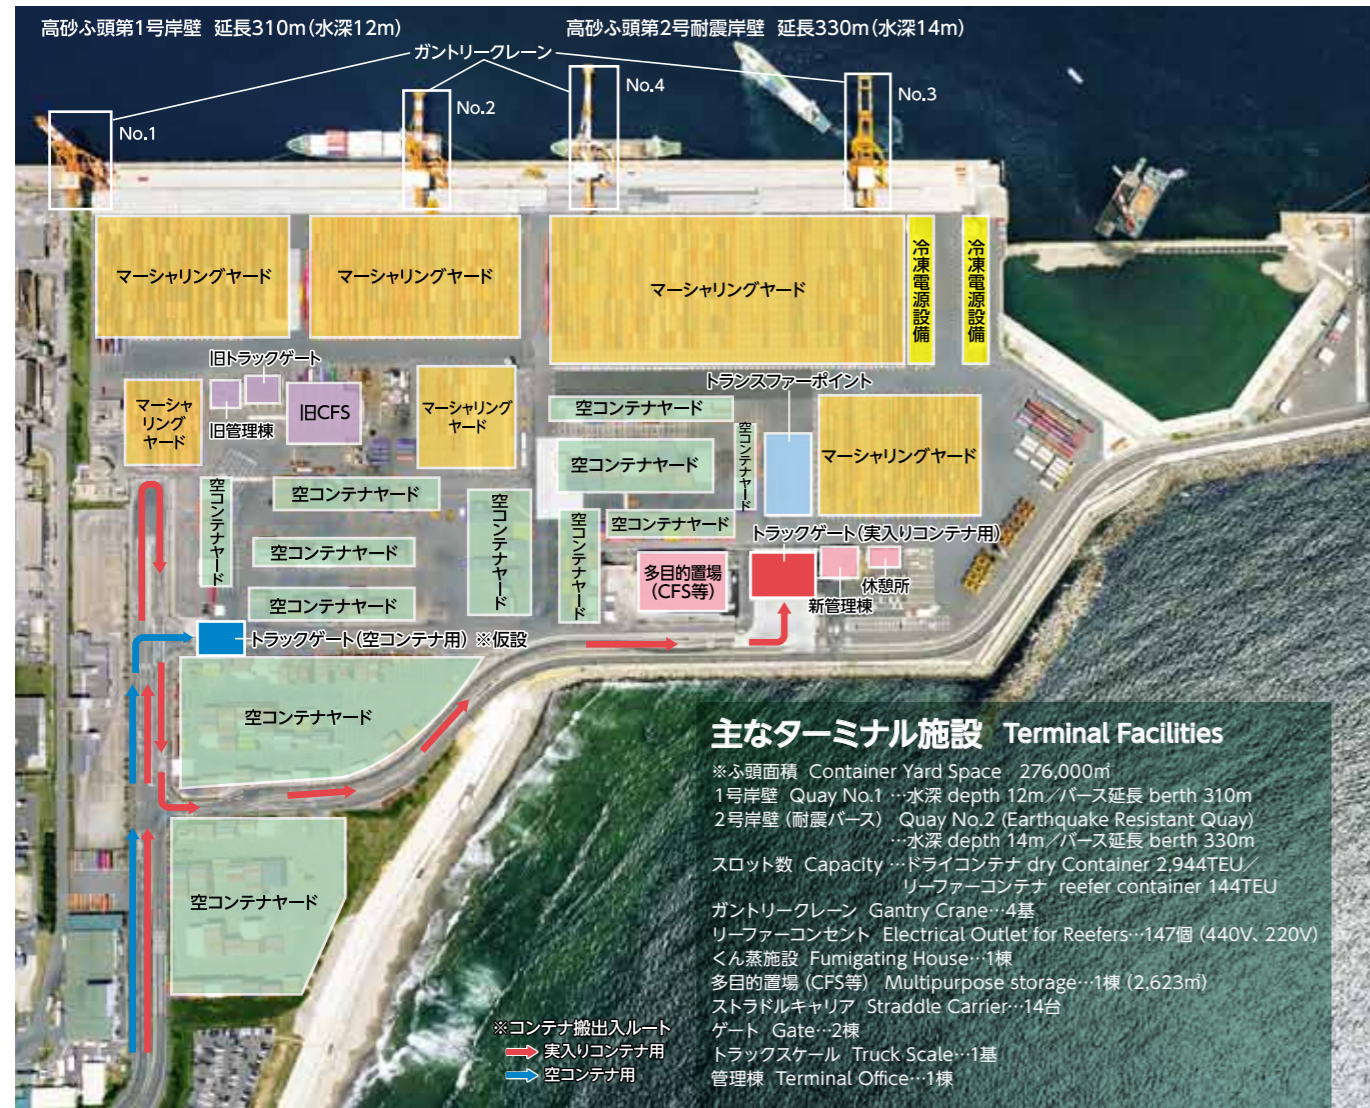 高砂ふ頭第1号岸壁 延長310m(水深12m)
高砂ふ頭第2号耐震岸壁 延長330m(水深14m)
ガントリークレーン
No.1
No.2
No.4
No.3
マーシャリングヤード
マーシャリングヤード
マーシャリングヤード
冷凍電源設備
冷凍電源設備
旧トラックゲート
旧管理棟
旧CFS
マーシャ
リング
ヤード
マーシャリング
ヤード
トランスファーポイント
空コンテナヤード
空コンテナヤード
空コンテナヤード
マーシャリングヤード
空コンテナヤード
空コンテナヤード
空コンテナヤード
空コンテナヤード
空コンテナヤード
空コンテナヤード
空コンテナヤード
空コンテナヤード
トラックゲート(実入りコンテナ用)
多目的置場
(CFS等)
新管理棟
休憩所
トラックゲート(空コンテナ用) ※仮設
空コンテナヤード
空コンテナヤード
主なターミナル施設 Terminal Facilities
※ふ頭面積 Container Yard Space 276,000㎡
1号岸壁 Quay No.1 …水深 depth 12m/バース延長 berth 310m
2号岸壁 (耐震バース) Quay No.2 (Earthquake Resistant Quay)
…水深 depth 14m/バース延長 berth 330m
スロット数 Capacity …ドライコンテナ dry Container 2,944TEU/
リーファーコンテナ reefer container 144TEU
ガントリークレーン Gantry Crane…4基
リーファーコンセント Electrical Outlet for Reefers…147個 (440V、220V)
くん蒸施設 Fumigating House…1棟
多目的置場 (CFS等) Multipurpose storage…1棟 (2,623㎡)
ストラドルキャリア Straddle Carrier…14台
ゲート Gate…2棟
トラックスケール Truck Scale…1基
管理棟 Terminal Office…1棟
※コンテナ搬出入ルート
実入りコンテナ用
空コンテナ用